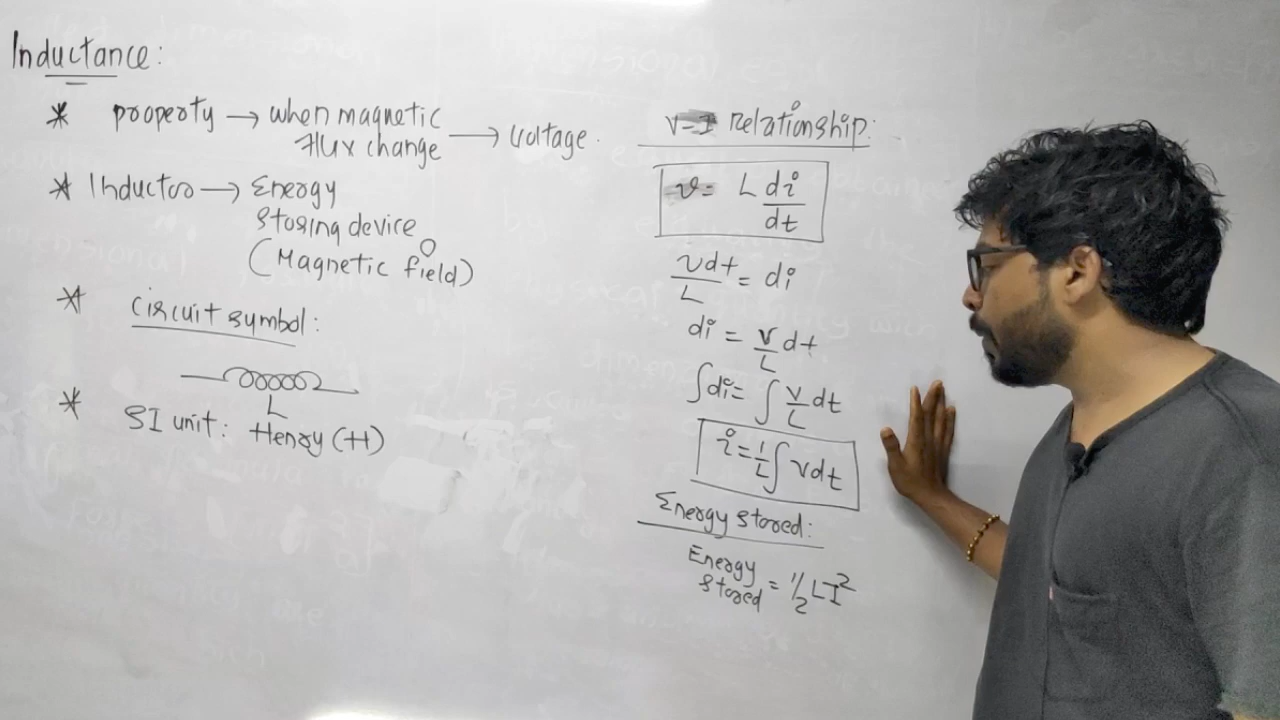 Inductance:
* property → when magnetic
flux change → voltage.
* Inductor → Energy
storing device
(Magnetic field)
* Circuit symbol:
L
* SI unit: Henry (H)
V-I relationship:
v = L di/dt
vdt/L = di
di = v/L dt
∫di = ∫ v/L dt
i = 1/L ∫ vdt
Energy stored:
Energy
stored = 1/2 LI²